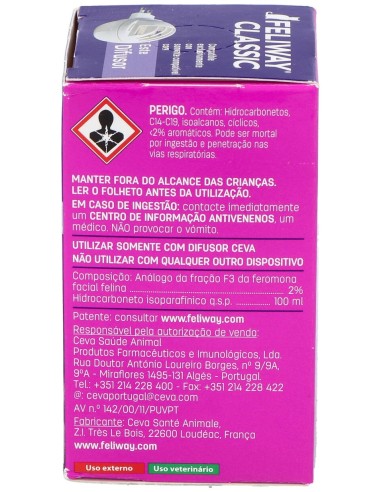 FELIWAY
CLASSIC
Este
Difusor
PERIGO. Contém: Hidrocarbonetos,
C14-C19, isoalcanos, cíclicos,
<2% aromáticos. Pode ser mortal
por ingestão e penetração nas
vias respiratórias.
MANTER FORA DO ALCANCE DAS CRIANÇAS.
LER O FOLHETO ANTES DA UTILIZAÇÃO.
EM CASO DE INGESTÃO: contacte imediatamente
um CENTRO DE INFORMAÇÃO ANTIVENENOS, um
médico. NÃO provocar o vómito.
UTILIZAR SOMENTE COM DIFUSOR CEVA
NÃO UTILIZAR COM QUALQUER OUTRO DISPOSITIVO
Composição: Análogo da fração F3 da feromona
facial felina 2%
Hidrocarboneto isoparafínico q.s.p. 100 ml
Patente: consultar www.feliway.com
Responsável pela autorização de venda:
Ceva Saúde Animal
Produtos Farmacêuticos e Imunológicos, Lda.
Rua Doutor António Loureiro Borges, nº 9/9A,
9ºA - Miraflores 1495-131 Algés - Portugal.
Tel.: +351 214 228 400 - Fax: +351 214 228 422
@: cevaportugal@ceva.com
AV n.º 142/00/11/PUVPT
Fabricante: Ceva Santé Animale,
Z.I. Très Le Bois, 22600 Loudéac, França
www.feliway.com
Uso externo Uso veterinário